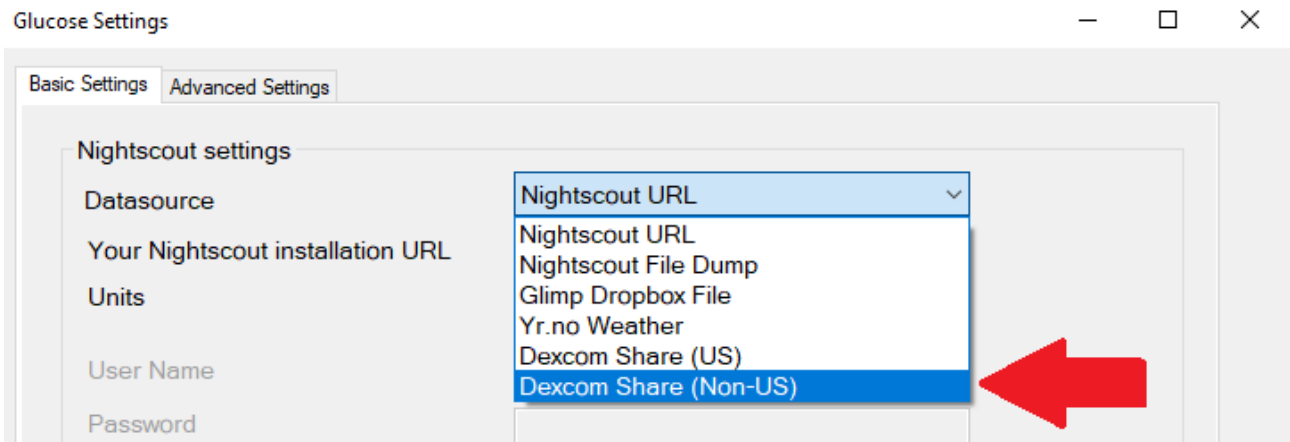 Glucose Settings
Basic Settings Advanced Settings
Nightscout settings
Datasource Nightscout URL
Your Nightscout installation URL
Units
User Name
Password
Nightscout URL
Nightscout File Dump
Glimp Dropbox File
Yr.no Weather
Dexcom Share (US)
Dexcom Share (Non-US)